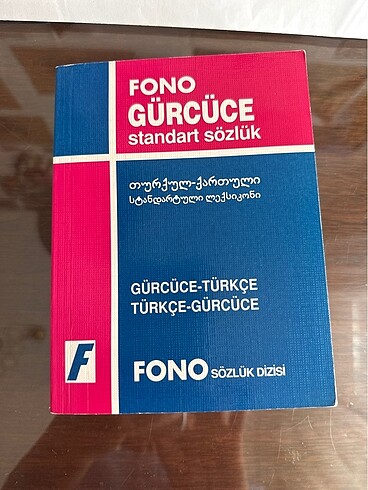 FONO
GÜRCÜCE
standart sözlük
თურქულ-ქართული
სტანდარტული ლექსიკონი
GÜRCÜCE-TÜRKÇE
TÜRKÇE-GÜRCÜCE
F
FONO SÖZLÜK DİZİSİ